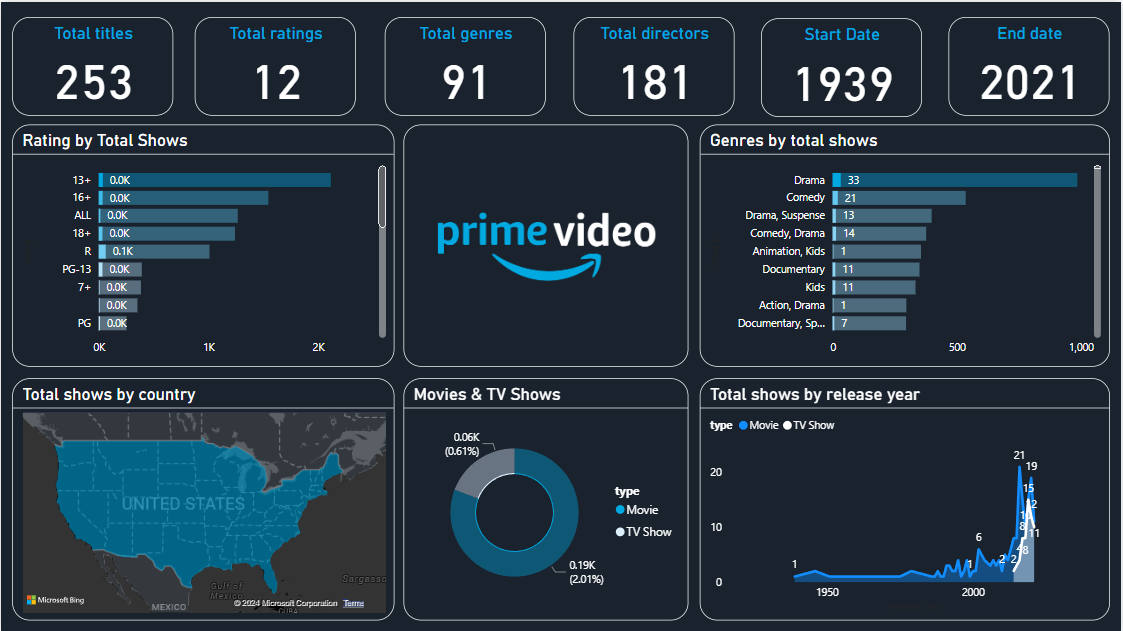 Total titles
253
Total ratings
12
Total genres
91
Total directors
181
Start Date
1939
End date
2021
Rating by Total Shows
13+ 0.0K
16+ 0.0K
ALL 0.0K
18+ 0.0K
R 0.1K
PG-13 0.0K
7+ 0.0K
0.0K
PG 0.0K
0K 1K 2K
prime video
Genres by total shows
Drama 33
Comedy 21
Drama, Suspense 13
Comedy, Drama 14
Animation, Kids 1
Documentary 11
Kids 11
Action, Drama 1
Documentary, Sp... 7
0 500 1,000
Total shows by country
UNITED STATES
Gulf of
Mexico
Sargasso
MEXICO
CUBA
Microsoft Bing
© 2024 Microsoft Corporation Terms
Movies & TV Shows
0.06K
(0.61%)
0.19K
(2.01%)
type
Movie
TV Show
Total shows by release year
type Movie TV Show
21
19
20
15
10
8
11
6
1
1
2
2
0
1950 2000